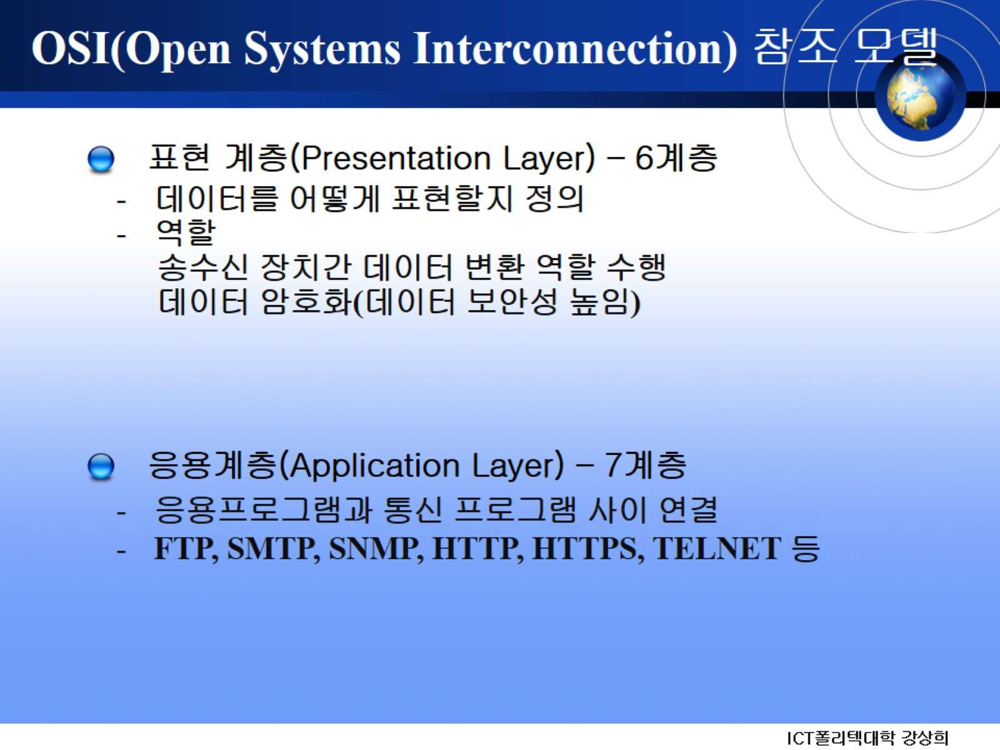 OSI(Open Systems Interconnection) 참조 모델
표현 계층(Presentation Layer) – 6계층
- 데이터를 어떻게 표현할지 정의
- 역할
송수신 장치간 데이터 변환 역할 수행
데이터 암호화(데이터 보안성 높임)
응용계층(Application Layer) – 7계층
- 응용프로그램과 통신 프로그램 사이 연결
- FTP, SMTP, SNMP, HTTP, HTTPS, TELNET 등
ICT폴리텍대학 강상희